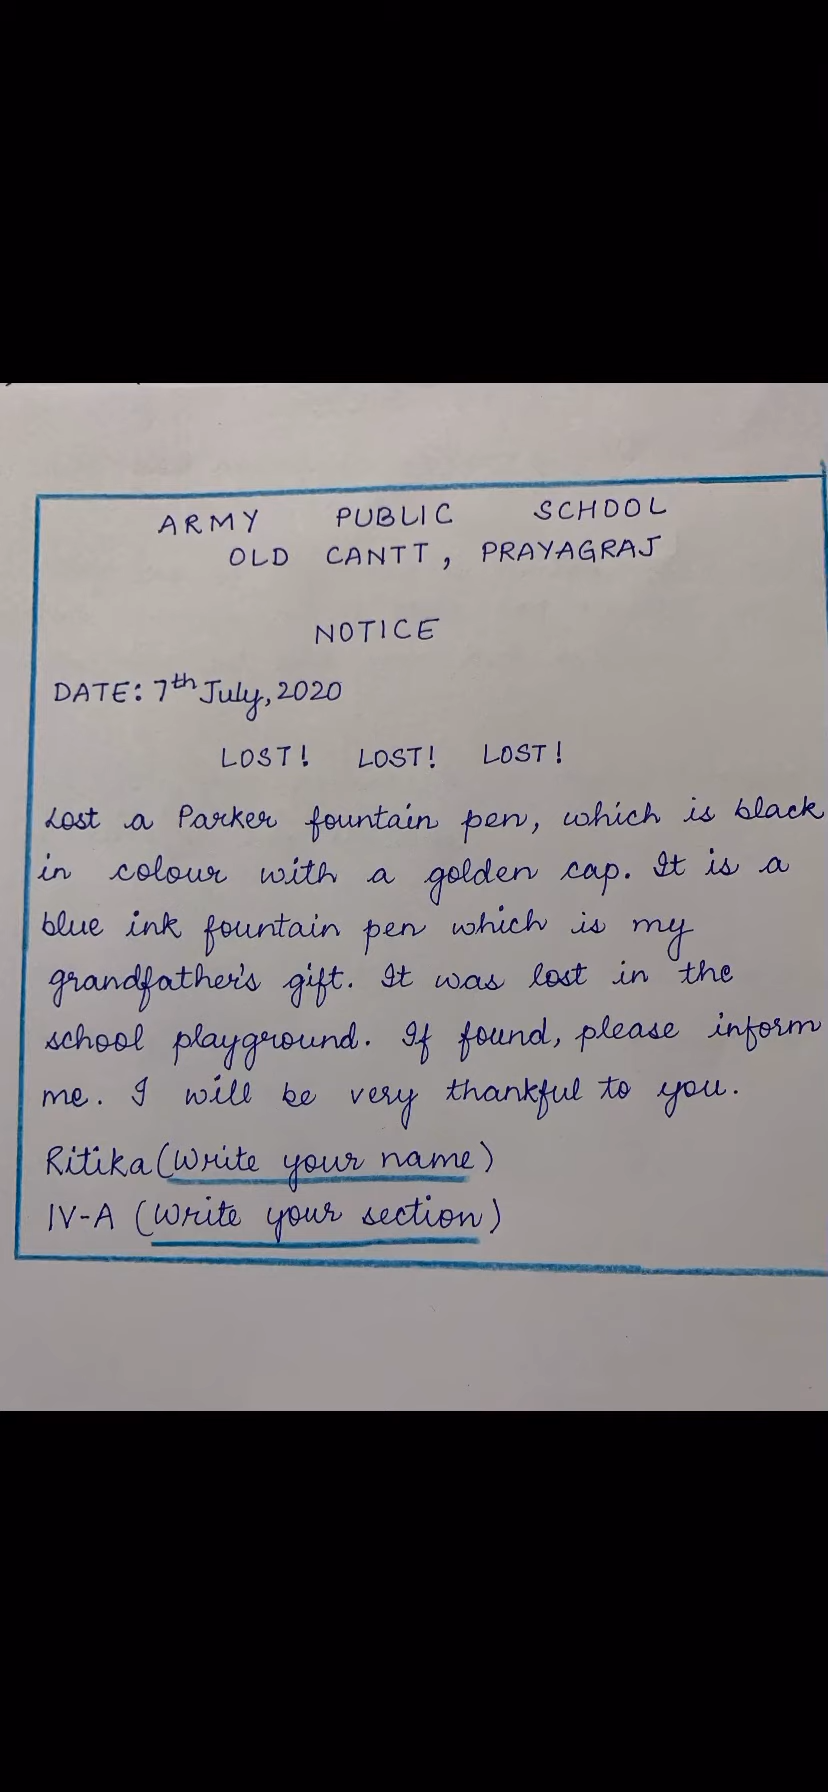 ARMY PUBLIC SCHOOL
OLD CANTT, PRAYAGRAJ
NOTICE
DATE: 7th July, 2020
LOST! LOST! LOST!
Lost a Parker fountain pen, which is black
in colour with a golden cap. It is a
blue ink fountain pen which is my
grandfather's gift. It was lost in the
school playground. If found, please inform
me. I will be very thankful to you.
Ritika (Write your name)
IV-A (Write your section)